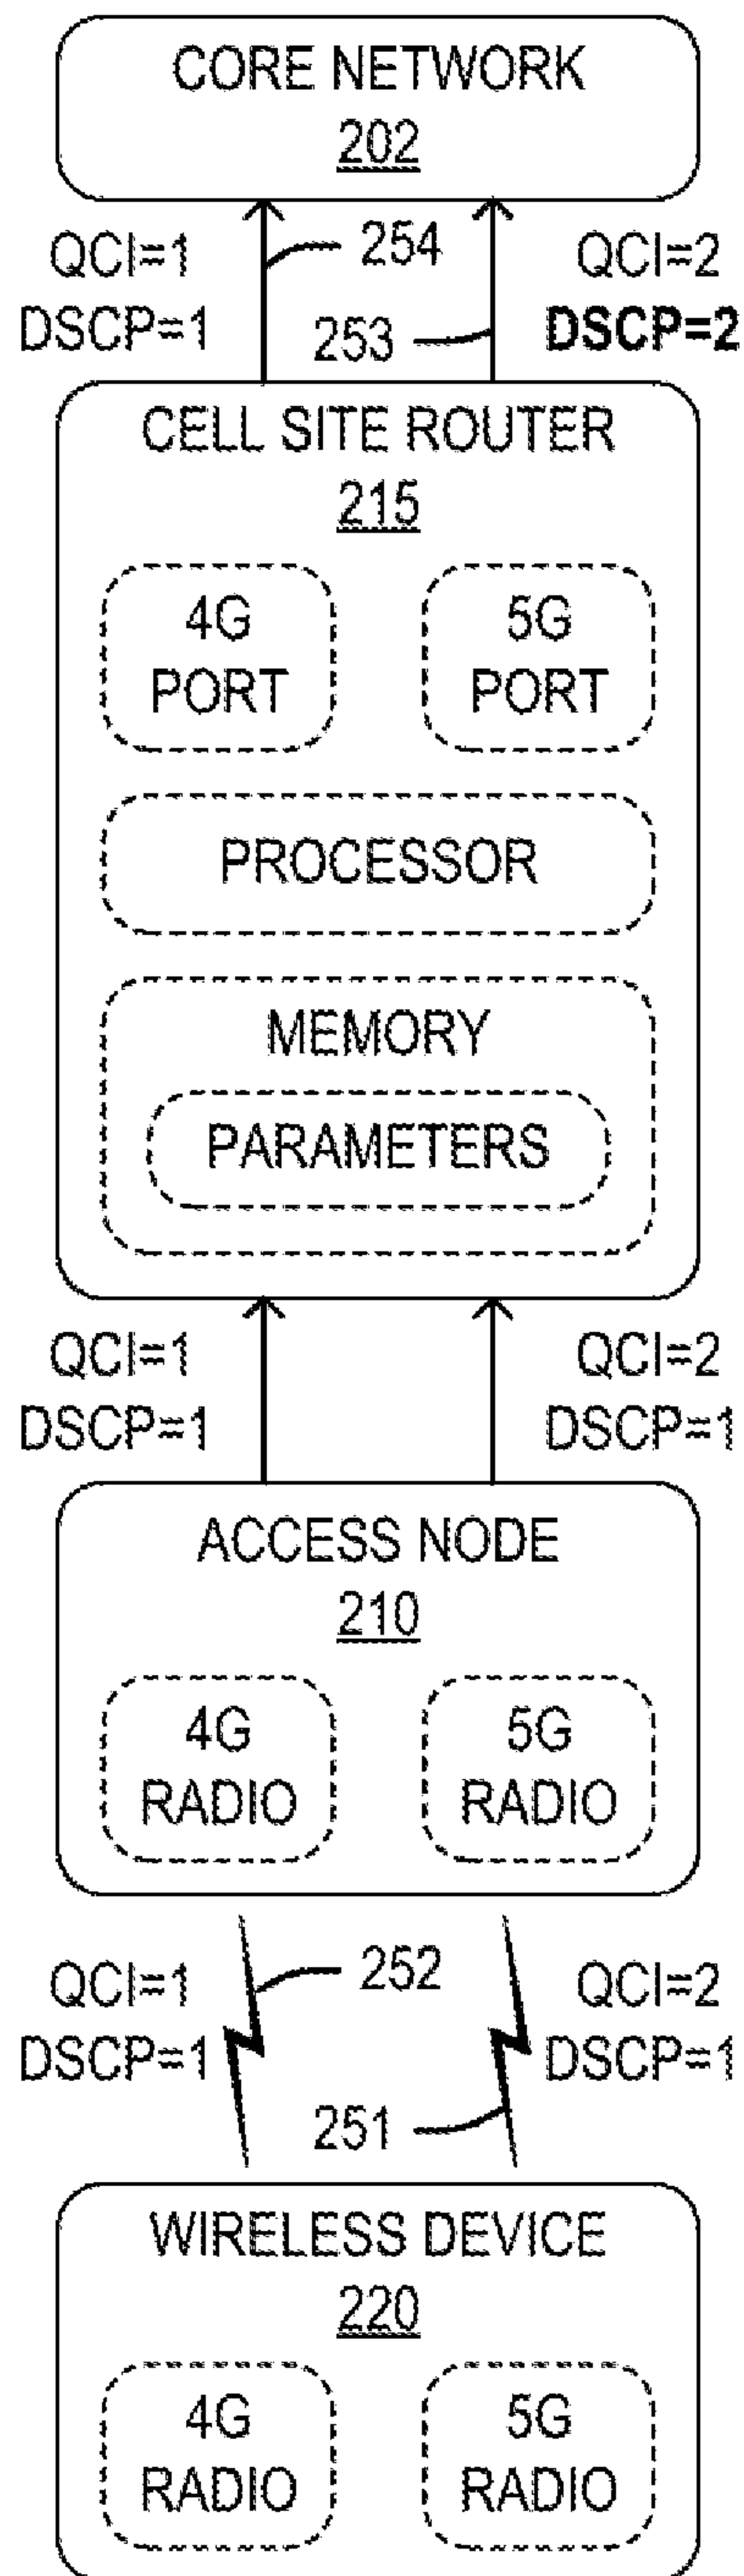 CORE NETWORK
202
QCI=1
254
QCI=2
DSCP=1
253
DSCP=2
CELL SITE ROUTER
215
4G
PORT
5G
PORT
PROCESSOR
MEMORY
PARAMETERS
QCI=1
QCI=2
DSCP=1
DSCP=1
ACCESS NODE
210
4G
RADIO
5G
RADIO
QCI=1
252
QCI=2
DSCP=1
251
DSCP=1
WIRELESS DEVICE
220
4G
RADIO
5G
RADIO